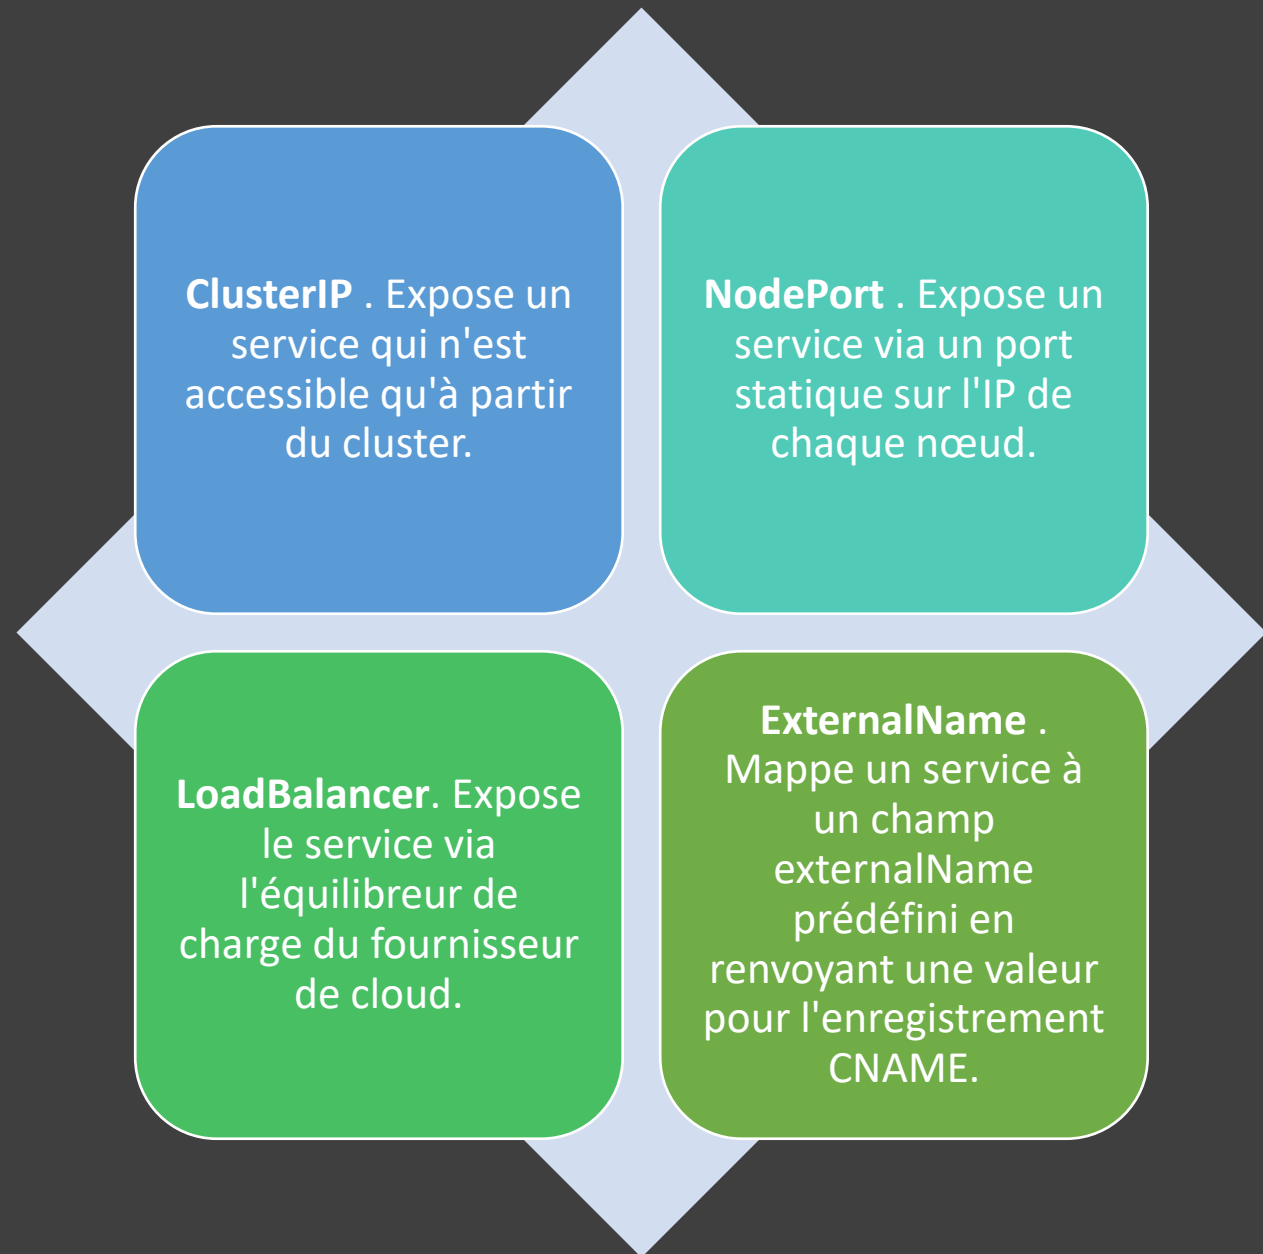 ClusterIP . Expose un
service qui n'est
accessible qu'à partir
du cluster.
NodePort . Expose un
service via un port
statique sur l'IP de
chaque nœud.
LoadBalancer. Expose
le service via
l'équilibreur de
charge du fournisseur
de cloud.
ExternalName .
Mappe un service à
un champ
externalName
prédéfini en
renvoyant une valeur
pour l'enregistrement
CNAME.